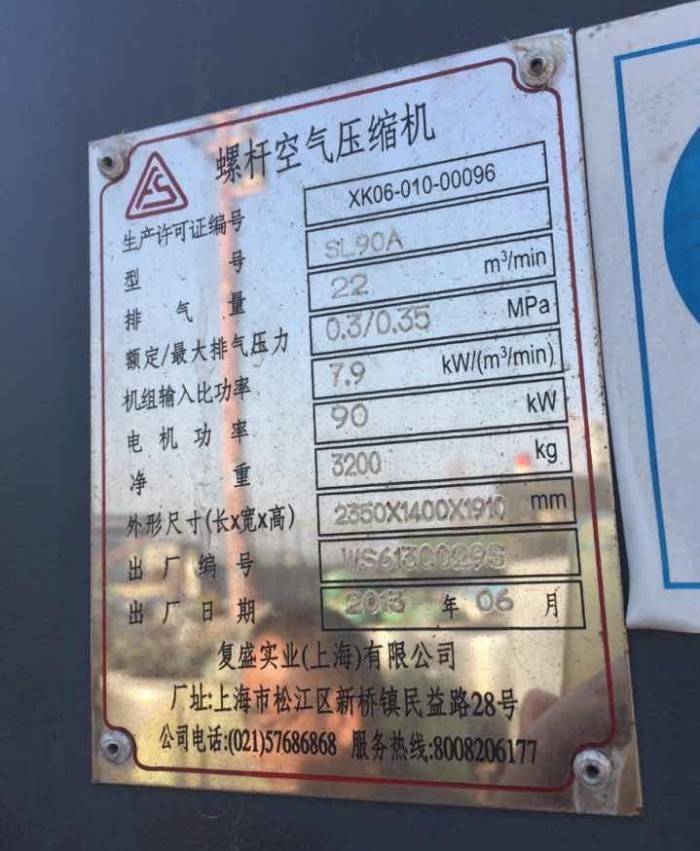 螺杆空气压缩机
FS
生产许可证编号 XK06-010-00096
型 号 SL90A
排 气 量 22 m³/min
额定/最大排气压力 0.3/0.35 MPa
机组输入比功率 7.9 kW/(m³/min)
电 机 功 率 90 kW
净 重 3200 kg
外形尺寸(长x宽x高) 2350X1400X1910 mm
出 厂 编 号
出 厂 日 期 2013 年 06 月
复盛实业(上海)有限公司
厂址:上海市松江区新桥镇民益路28号
公司电话:(021)57686868 服务热线:8008206177